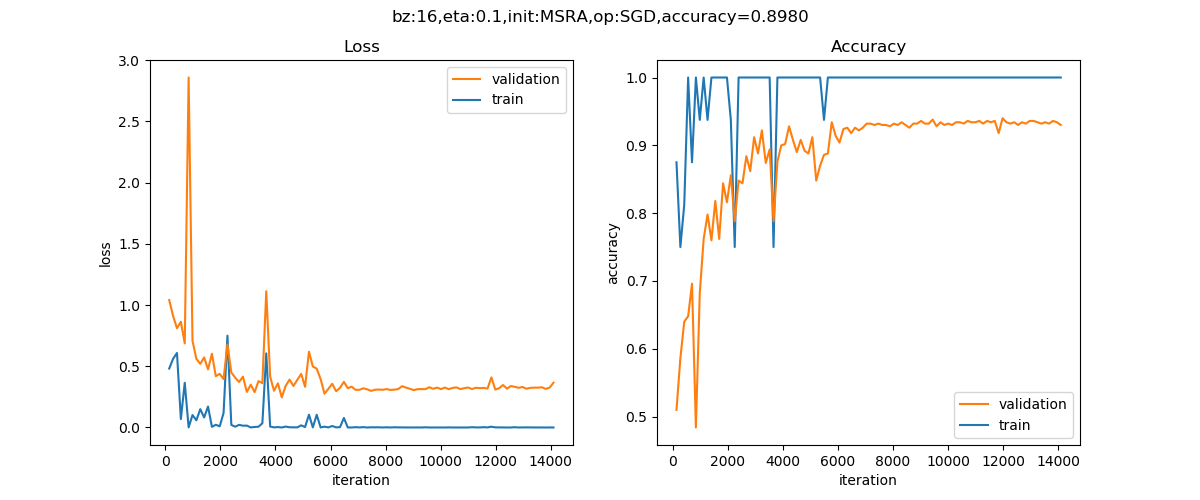 bz:16,eta:0.1,init:MSRA,op:SGD,accuracy=0.8980
Loss
3.0
2.5
2.0
1.5
1.0
0.5
0.0
loss
validation
train
0 2000 4000 6000 8000 10000 12000 14000
iteration
Accuracy
1.0
0.9
0.8
0.7
0.6
0.5
accuracy
validation
train
0 2000 4000 6000 8000 10000 12000 14000
iteration